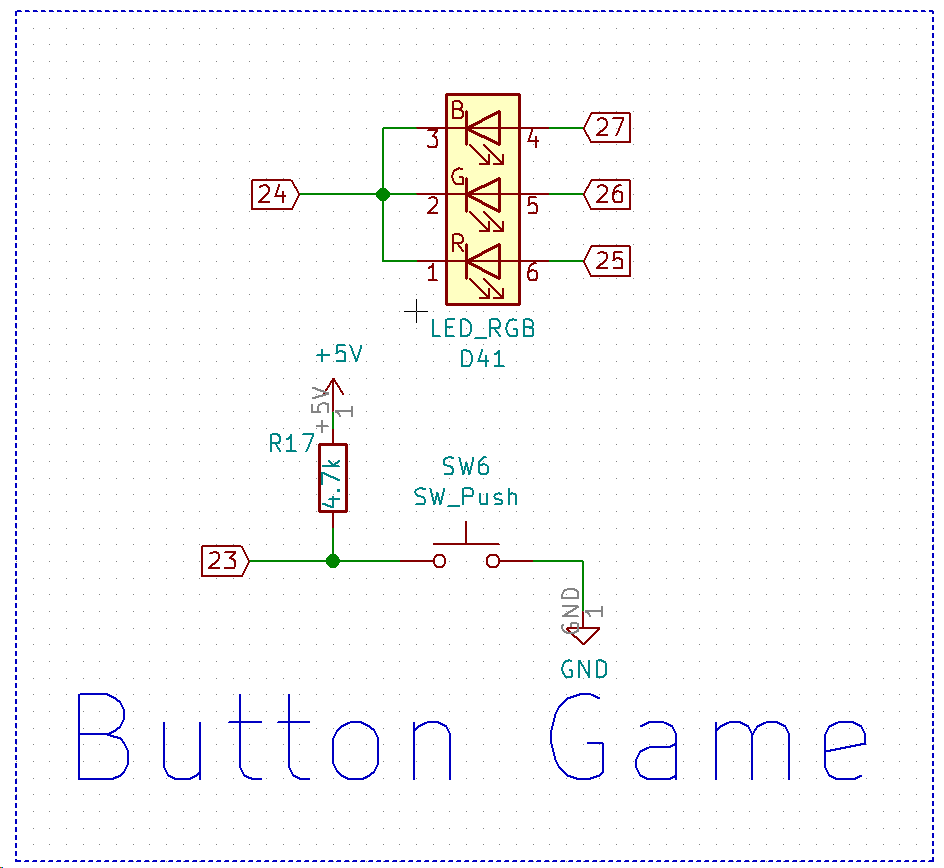 B
3
4
27
24
G
2
5
26
R
1
6
25
LED_RGB
D41
+5V
+5V
1
R17
4.7k
SW6
SW_Push
23
GND
1
GND
Button Game